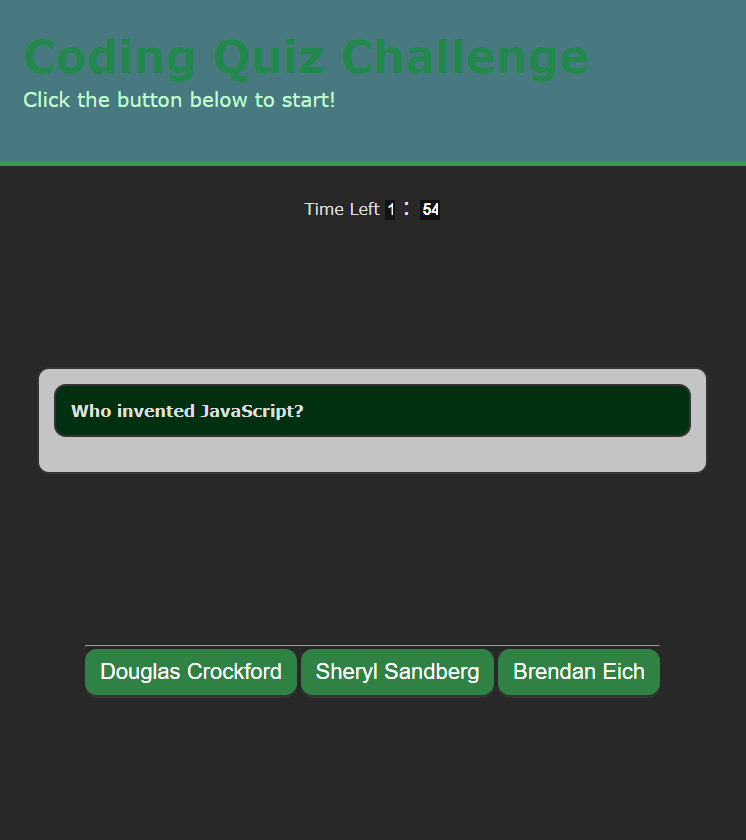 Coding Quiz Challenge
Click the button below to start!
Time Left 1 : 54
Who invented JavaScript?
Douglas Crockford Sheryl Sandberg Brendan Eich